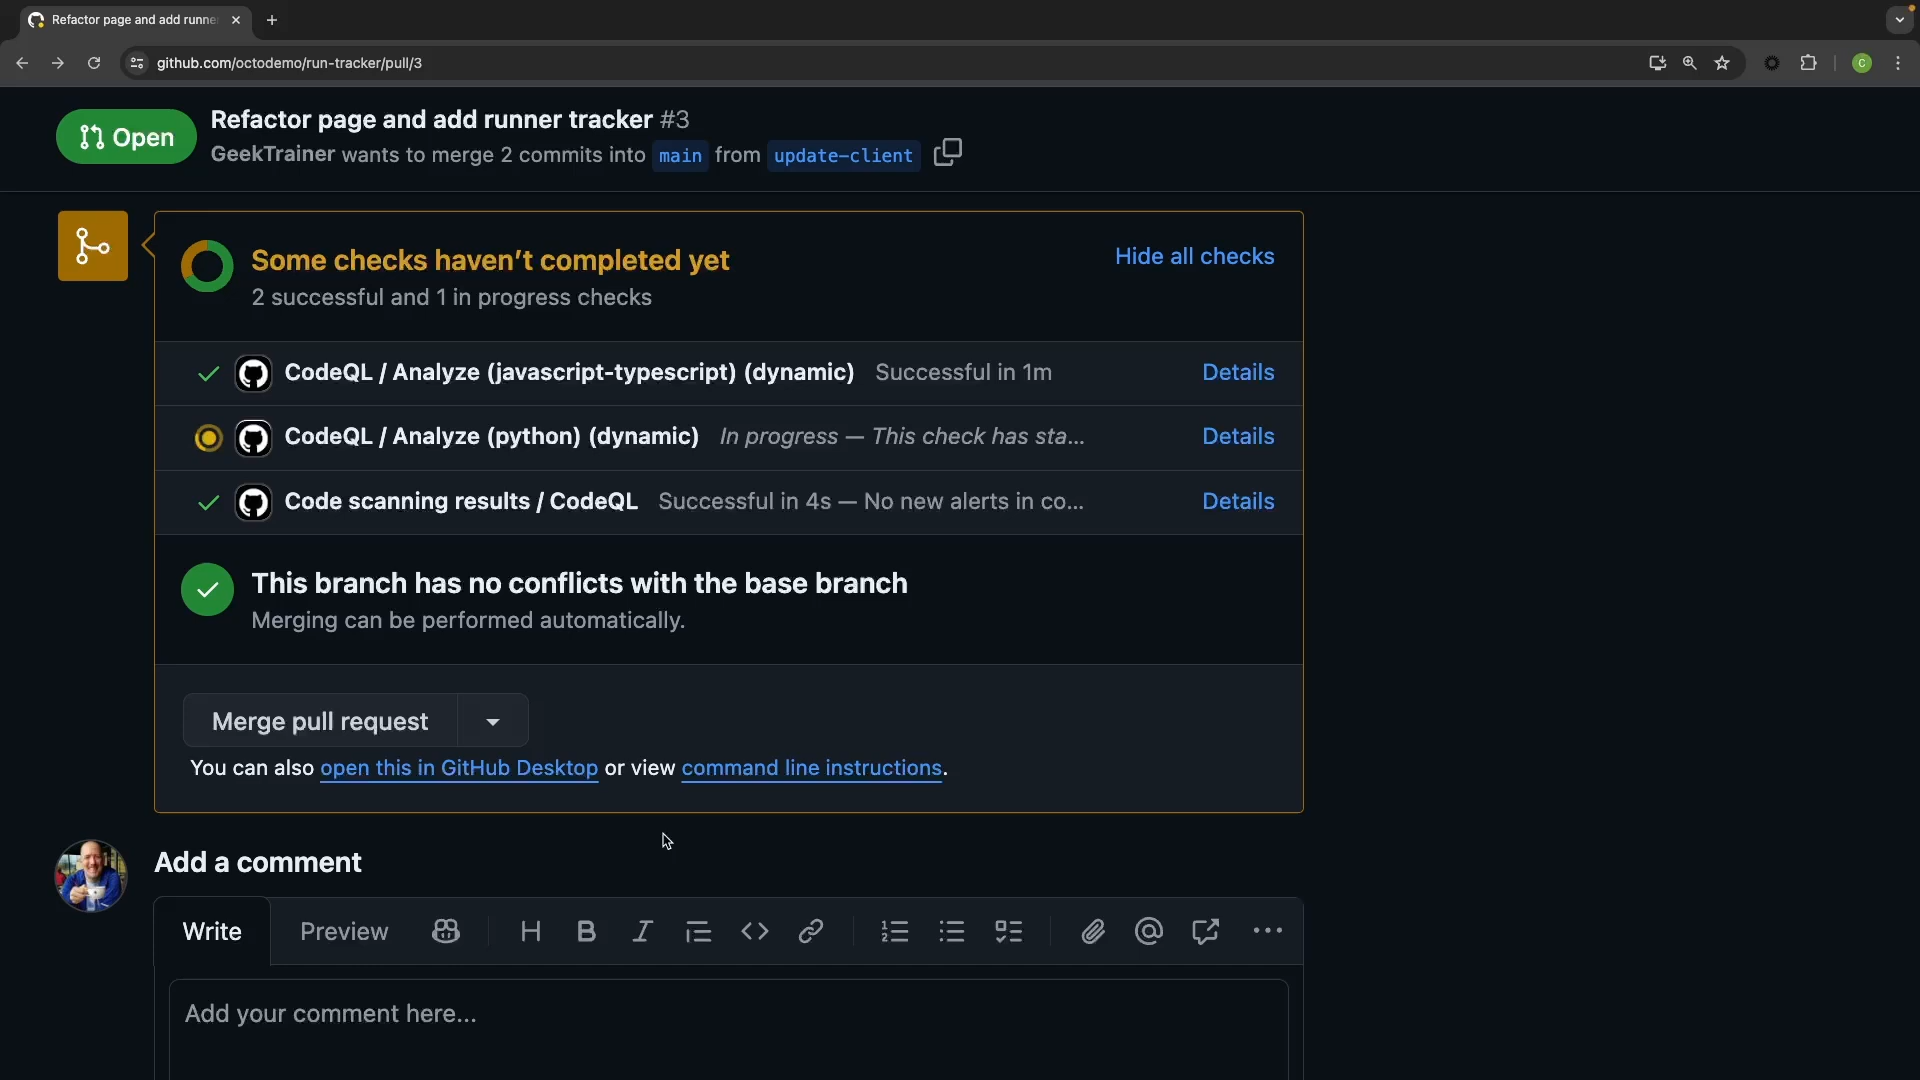 Refactor page and add runne
github.com/octodemo/run-tracker/pull/3
C
Open
Refactor page and add runner tracker #3
GeekTrainer wants to merge 2 commits into main from update-client
Some checks haven't completed yet
Hide all checks
2 successful and 1 in progress checks
CodeQL / Analyze (javascript-typescript) (dynamic) Successful in 1m Details
CodeQL / Analyze (python) (dynamic) In progress — This check has sta... Details
Code scanning results / CodeQL Successful in 4s — No new alerts in co... Details
This branch has no conflicts with the base branch
Merging can be performed automatically.
Merge pull request
You can also open this in GitHub Desktop or view command line instructions.
Add a comment
Write Preview
Add your comment here...